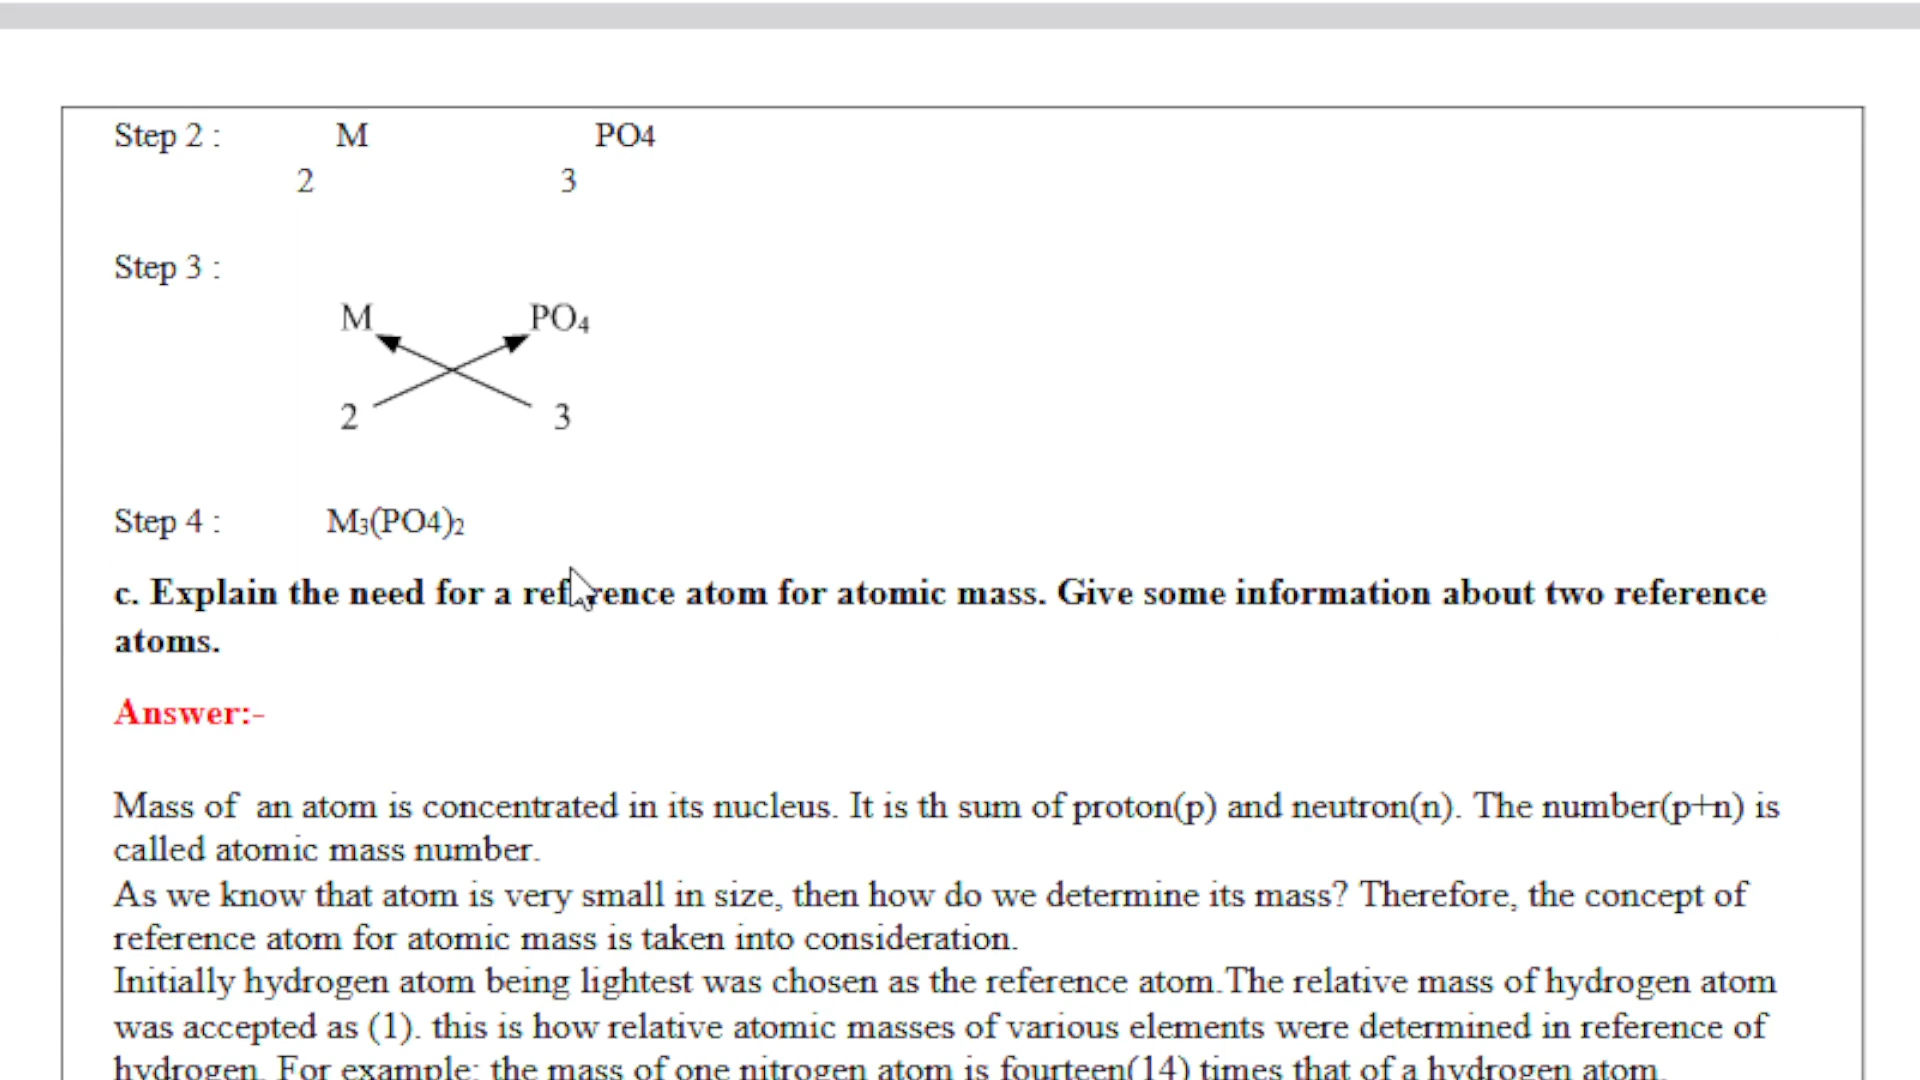 Step 2 : M PO4
2 3
Step 3 :
M PO4
2 3
Step 4 : M3(PO4)2
c. Explain the need for a reference atom for atomic mass. Give some information about two reference
atoms.
Answer:-
Mass of an atom is concentrated in its nucleus. It is th sum of proton(p) and neutron(n). The number(p+n) is
called atomic mass number.
As we know that atom is very small in size, then how do we determine its mass? Therefore, the concept of
reference atom for atomic mass is taken into consideration.
Initially hydrogen atom being lightest was chosen as the reference atom.The relative mass of hydrogen atom
was accepted as (1). this is how relative atomic masses of various elements were determined in reference of
hydrogen. For example: the mass of one nitrogen atom is fourteen(14) times that of a hydrogen atom.